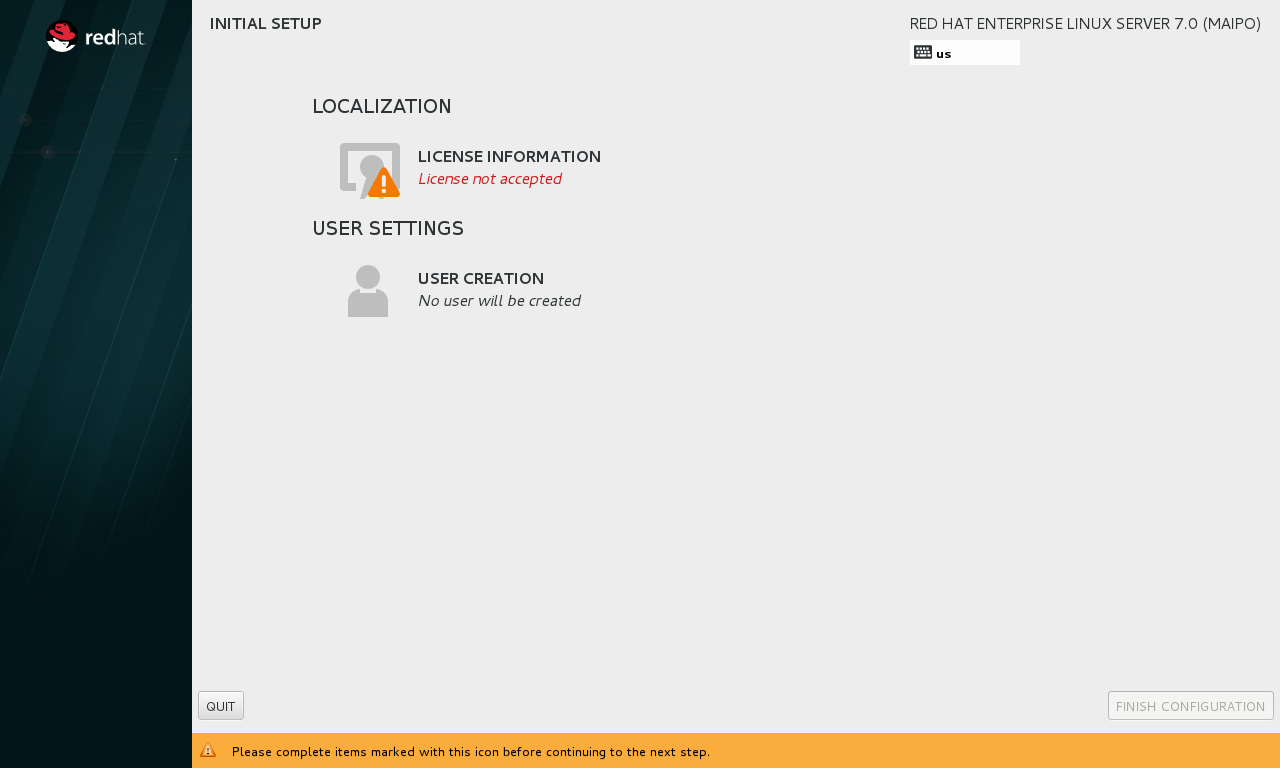 redhat
INITIAL SETUP
RED HAT ENTERPRISE LINUX SERVER 7.0 (MAIPO)
us
LOCALIZATION
LICENSE INFORMATION
License not accepted
USER SETTINGS
USER CREATION
No user will be created
QUIT
FINISH CONFIGURATION
Please complete items marked with this icon before continuing to the next step.